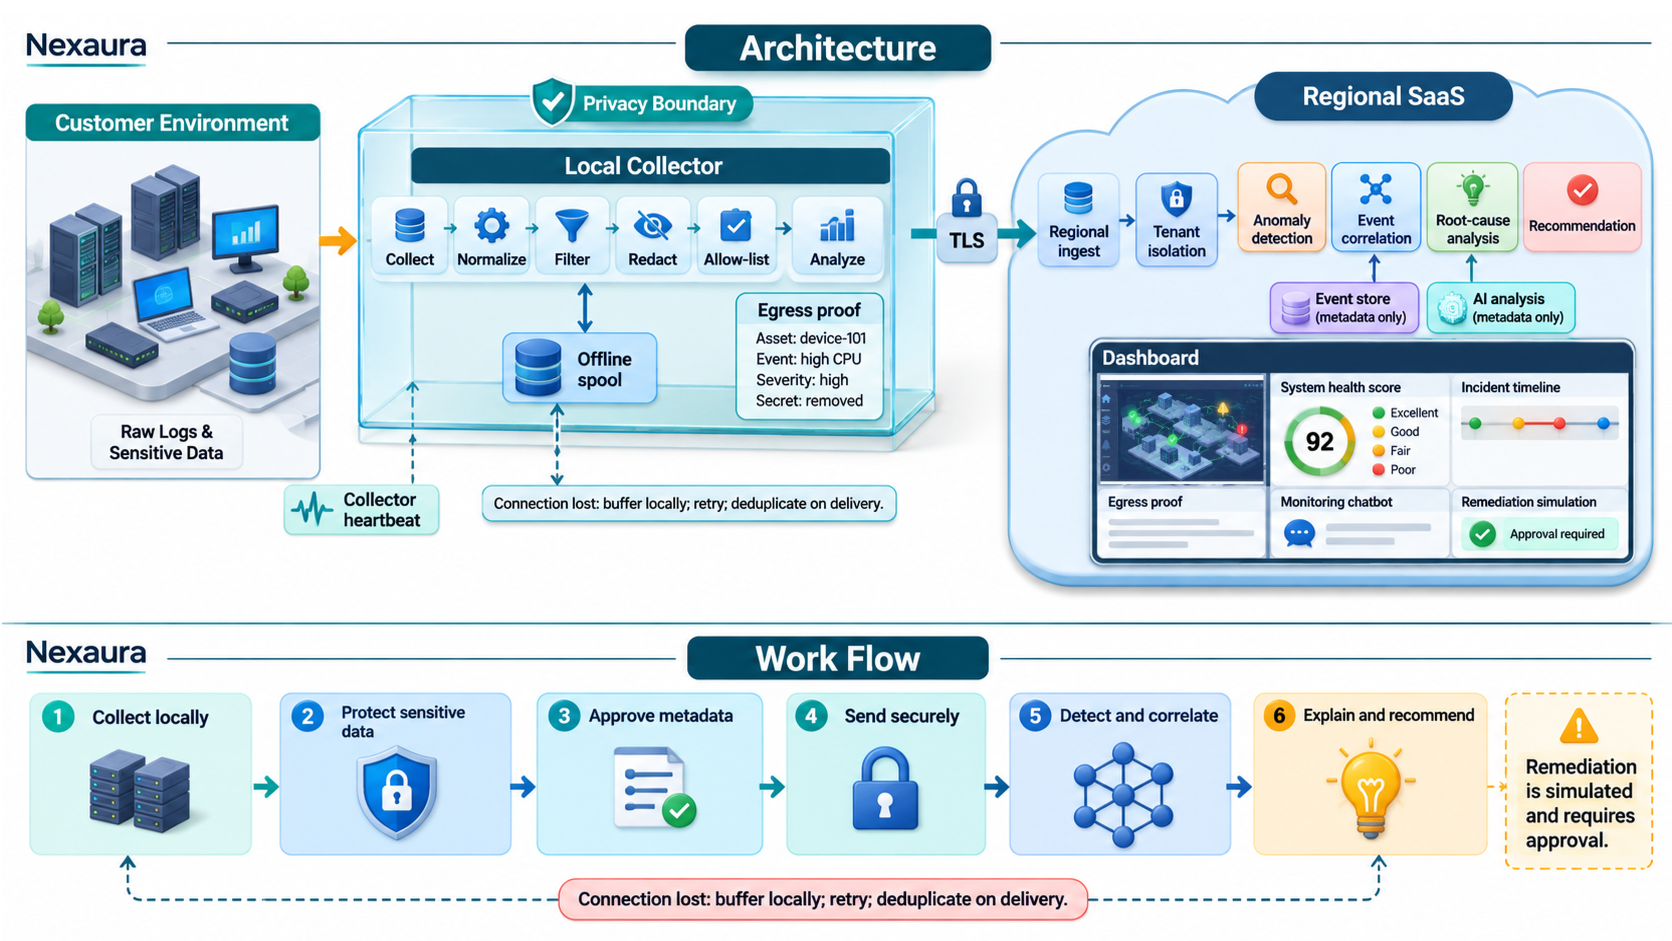 Nexaura
Architecture
Customer Environment
Raw Logs &
Sensitive Data
Privacy Boundary
Local Collector
Collect
Normalize
Filter
Redact
Allow-list
Analyze
Offline
spool
Egress proof
Asset: device-101
Event: high CPU
Severity: high
Secret: removed
Collector
heartbeat
Connection lost: buffer locally; retry; deduplicate on delivery.
TLS
Regional SaaS
Regional
ingest
Tenant
isolation
Anomaly
detection
Event
correlation
Root-cause
analysis
Recommendation
Event store
(metadata only)
AI analysis
(metadata only)
Dashboard
System health score
92
Excellent
Good
Fair
Poor
Incident timeline
Egress proof
Monitoring chatbot
Remediation simulation
Approval required
Nexaura
Work Flow
1 Collect locally
2 Protect sensitive
data
3 Approve metadata
4 Send securely
5 Detect and correlate
6 Explain and recommend
Remediation
is simulated
and requires
approval.
Connection lost: buffer locally; retry; deduplicate on delivery.